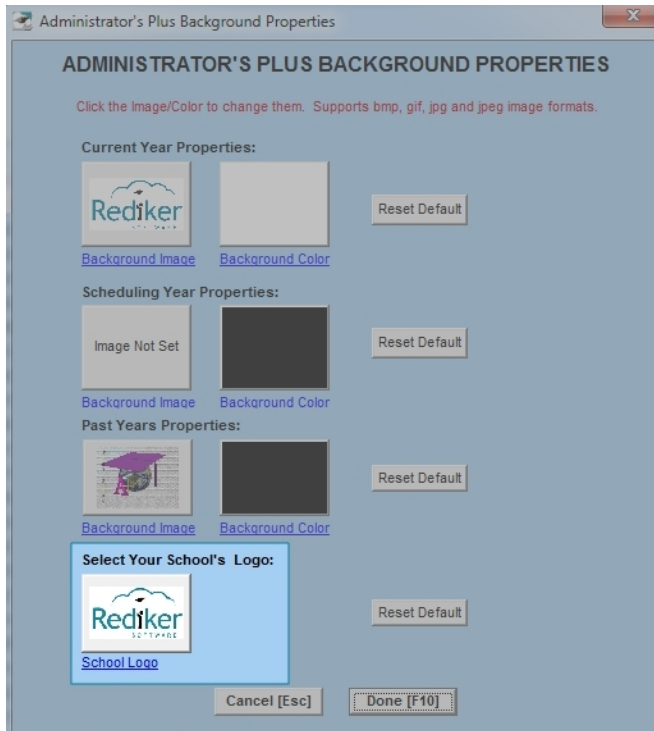 Administrator's Plus Background Properties
ADMINISTRATOR'S PLUS BACKGROUND PROPERTIES
Click the Image/Color to change them. Supports bmp, gif, jpg and jpeg image formats.
Current Year Properties:
Rediker
Reset Default
Background Image Background Color
Scheduling Year Properties:
Image Not Set
Reset Default
Background Image Background Color
Past Years Properties:
A
Reset Default
Background Image Background Color
Select Your School's Logo:
Rediker
SOFTWARE
Reset Default
School Logo
Cancel [Esc] Done [F10]